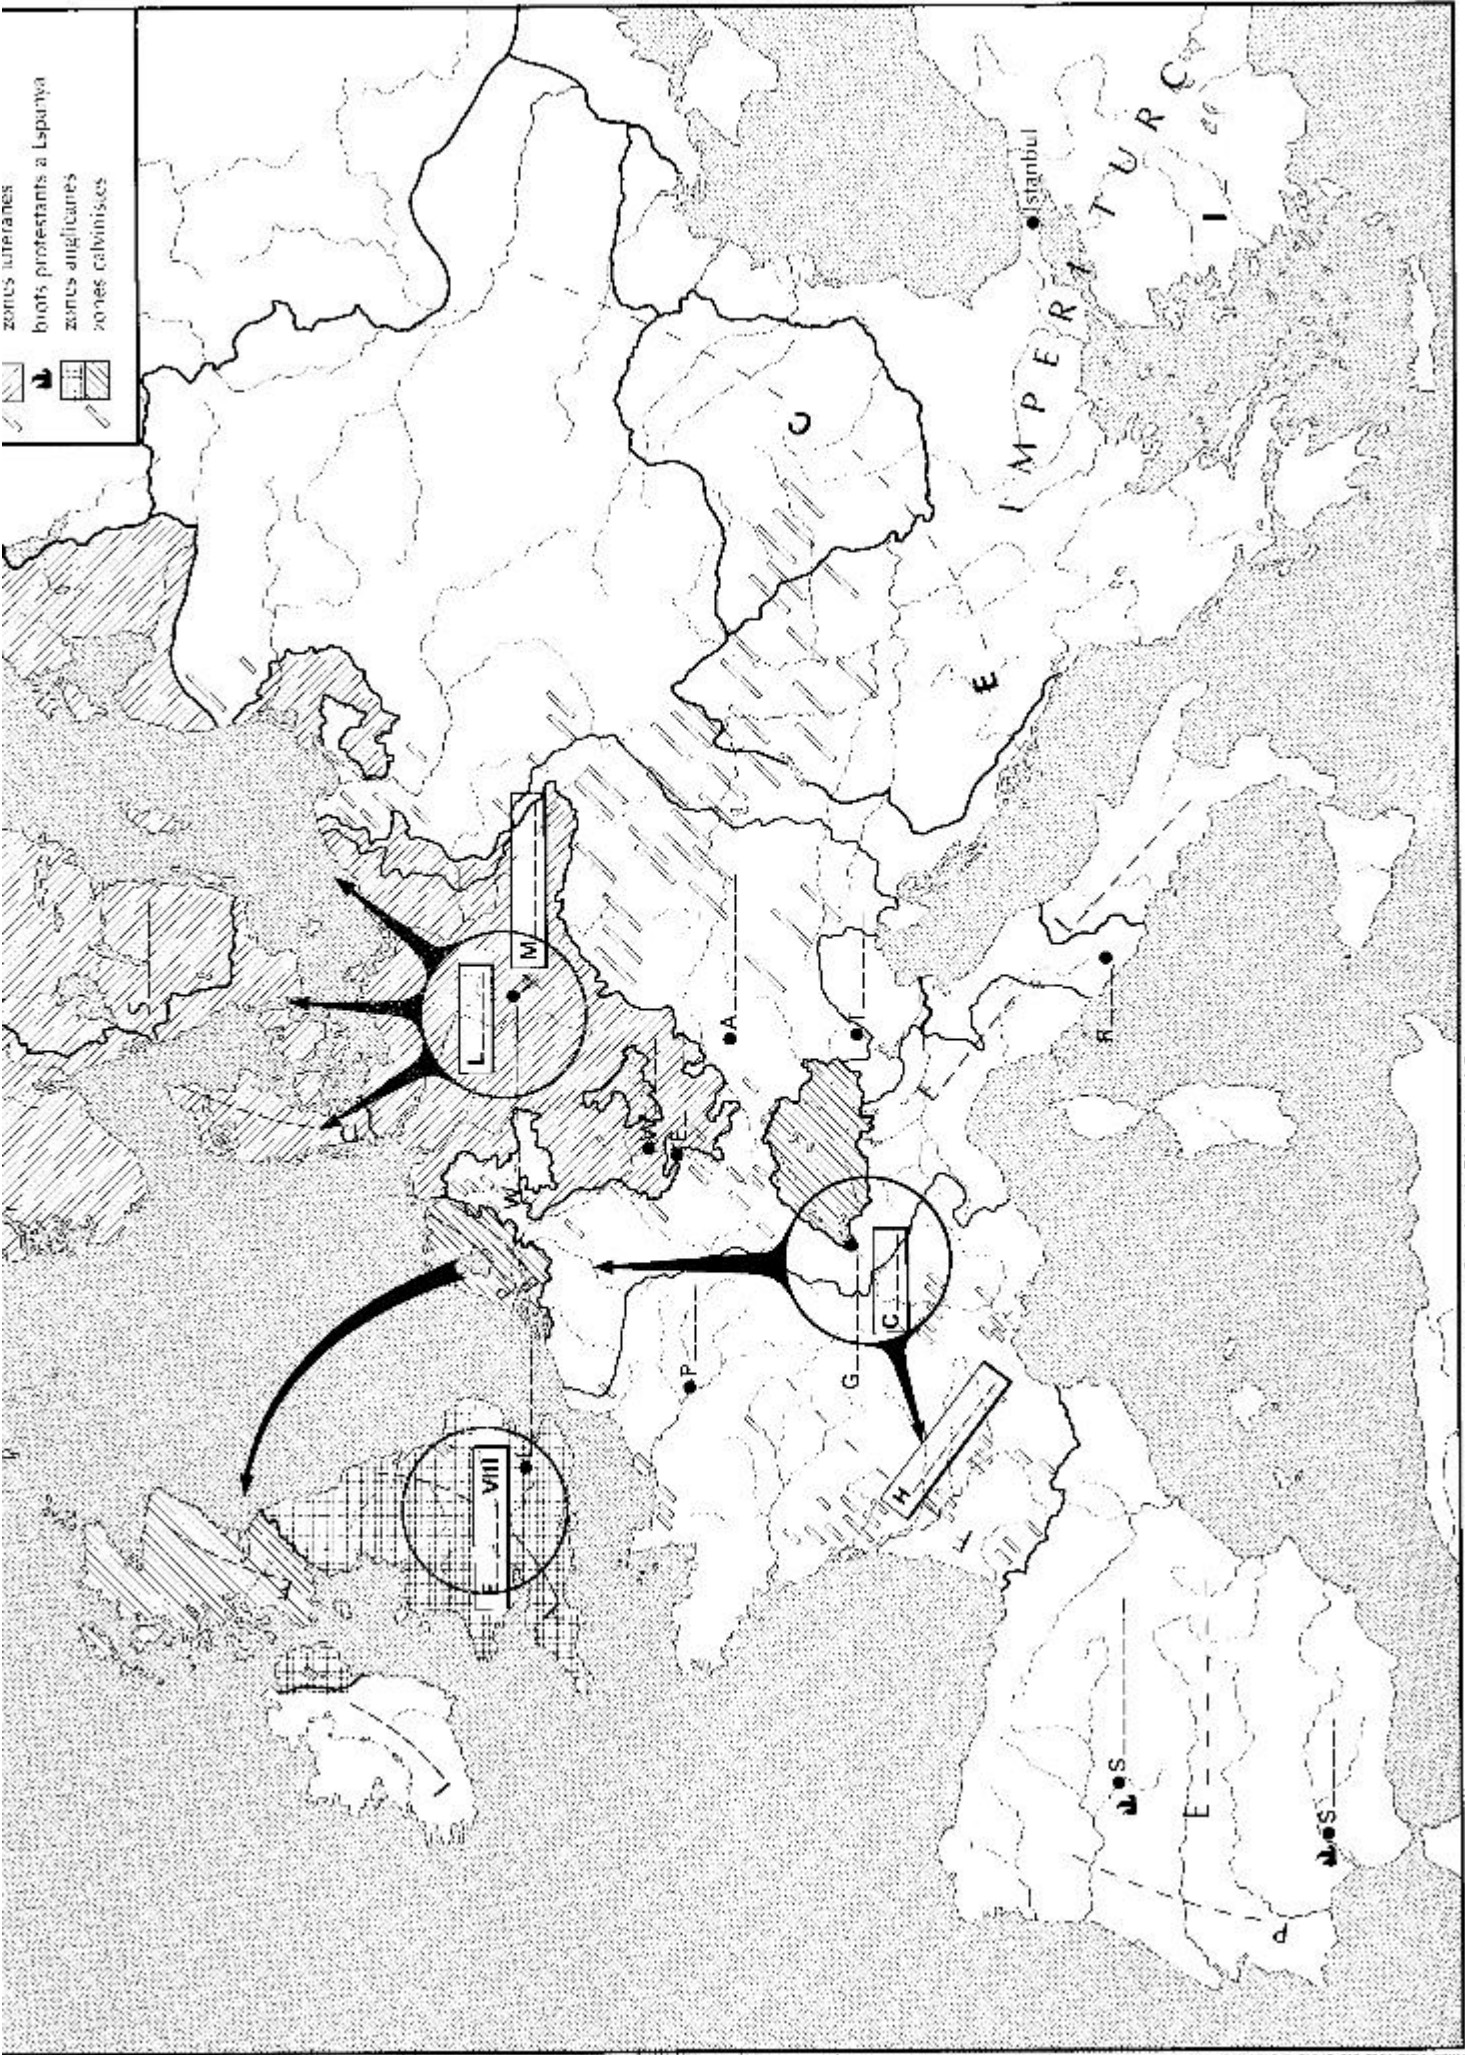 zones luteranes
brots protestants a Espanya
zones anglicanes
zones calvinistes
S
L
M
W
W
E
A
T
R
I
E
VIII
L
P
G
C
H
F
I
S
E
S
P
E
IMPERI TURC
Istanbul